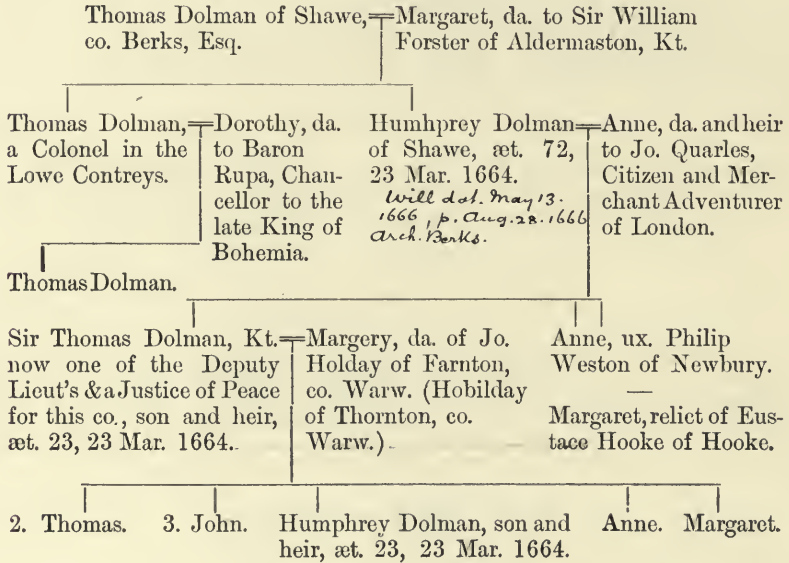 Thomas Dolman of Shawe,
co. Berks, Esq.
Margaret, da. to Sir William
Forster of Aldermaston, Kt.
Thomas Dolman,
a Colonel in the
Lowe Contreys.
Dorothy, da.
to Baron
Rupa, Chan-
cellor to the
late King of
Bohemia.
Humhprey Dolman
of Shawe, æt. 72,
23 Mar. 1664.
Will dat. May 13.
1666, p. Aug. 28. 1666
Arch. Berks.
Anne, da. and heir
to Jo. Quarles,
Citizen and Mer-
chant Adventurer
of London.
Thomas Dolman.
Sir Thomas Dolman, Kt.
now one of the Deputy
Lieut's & a Justice of Peace
for this co., son and heir,
æt. 23, 23 Mar. 1664.
Margery, da. of Jo.
Holday of Farnton,
co. Warw. (Hobilday
of Thornton, co.
Warw.)
Anne, ux. Philip
Weston of Newbury.
—
Margaret, relict of Eus-
tace Hooke of Hooke.
2. Thomas.
3. John.
Humphrey Dolman, son and
heir, æt. 23, 23 Mar. 1664.
Anne.
Margaret.